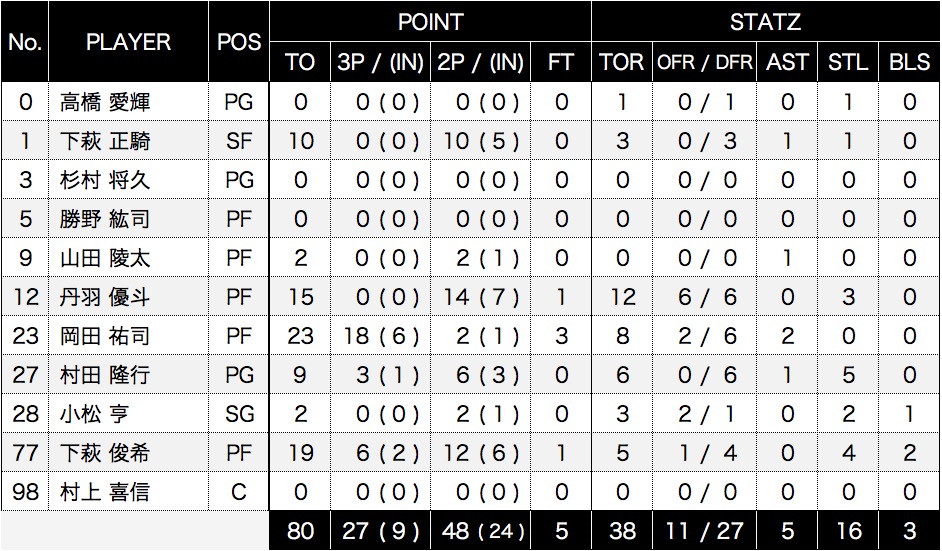 No. PLAYER POS POINT STATZ
TO 3P / (IN) 2P / (IN) FT TOR OFR / DFR AST STL BLS
0 高橋 愛輝 PG 0 0 ( 0 ) 0 ( 0 ) 0 1 0 / 1 0 1 0
1 下萩 正騎 SF 10 0 ( 0 ) 10 ( 5 ) 0 3 0 / 3 1 1 0
3 杉村 将久 PG 0 0 ( 0 ) 0 ( 0 ) 0 0 0 / 0 0 0 0
5 勝野 紘司 PF 0 0 ( 0 ) 0 ( 0 ) 0 0 0 / 0 0 0 0
9 山田 陵太 PF 2 0 ( 0 ) 2 ( 1 ) 0 0 0 / 0 1 0 0
12 丹羽 優斗 PF 15 0 ( 0 ) 14 ( 7 ) 1 12 6 / 6 0 3 0
23 岡田 祐司 PF 23 18 ( 6 ) 2 ( 1 ) 3 8 2 / 6 2 0 0
27 村田 隆行 PG 9 3 ( 1 ) 6 ( 3 ) 0 6 0 / 6 1 5 0
28 小松 亨 SG 2 0 ( 0 ) 2 ( 1 ) 0 3 2 / 1 0 2 1
77 下萩 俊希 PF 19 6 ( 2 ) 12 ( 6 ) 1 5 1 / 4 0 4 2
98 村上 喜信 C 0 0 ( 0 ) 0 ( 0 ) 0 0 0 / 0 0 0 0
80 27 ( 9 ) 48 ( 24 ) 5 38 11 / 27 5 16 3